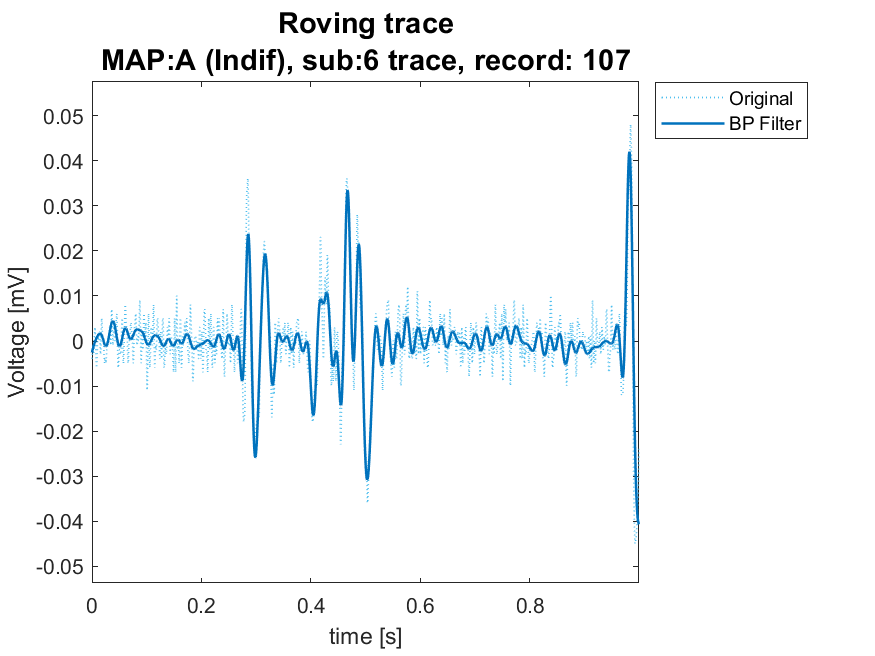 Roving trace
MAP:A (Indif), sub:6 trace, record: 107
Original
BP Filter
0.05
0.04
0.03
0.02
0.01
0
-0.01
-0.02
-0.03
-0.04
-0.05
Voltage [mV]
0
0.2
0.4
0.6
0.8
time [s]